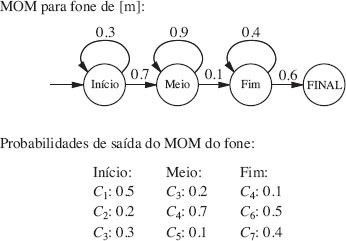 MOM para fone de [m]:
0.3 0.9 0.4
Início 0.7 Meio 0.1 Fim 0.6 FINAL
Probabilidades de saída do MOM do fone:
Início: Meio: Fim:
C1: 0.5 C3: 0.2 C4: 0.1
C2: 0.2 C4: 0.7 C6: 0.5
C3: 0.3 C5: 0.1 C7: 0.4